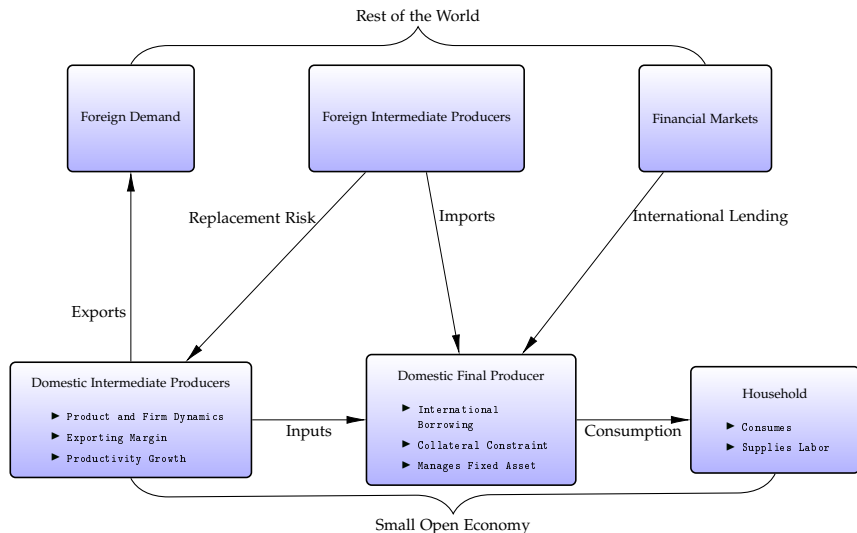 Rest of the World
Foreign Demand
Foreign Intermediate Producers
Financial Markets
Replacement Risk
Imports
International Lending
Exports
Domestic Intermediate Producers
► Product and Firm Dynamics
► Exporting Margin
► Productivity Growth
Inputs
Domestic Final Producer
► International
Borrowing
► Collateral Constraint
► Manages Fixed Asset
Consumption
Household
► Consumes
► Supplies Labor
Small Open Economy